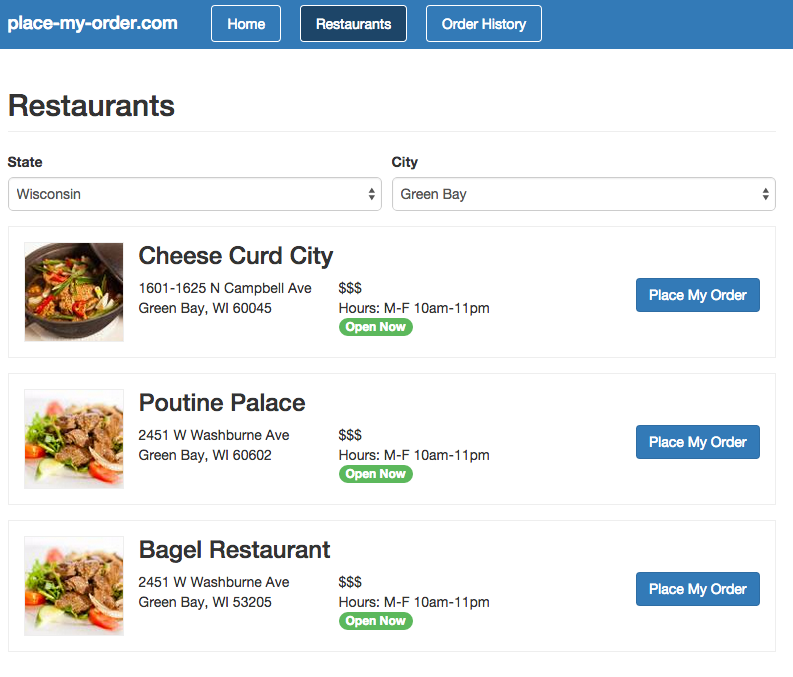 place-my-order.com Home Restaurants Order History
Restaurants
State City
Wisconsin Green Bay
Cheese Curd City
1601-1625 N Campbell Ave $$$
Green Bay, WI 60045 Hours: M-F 10am-11pm
Open Now
Place My Order
Poutine Palace
2451 W Washburne Ave $$$
Green Bay, WI 60602 Hours: M-F 10am-11pm
Open Now
Place My Order
Bagel Restaurant
2451 W Washburne Ave $$$
Green Bay, WI 53205 Hours: M-F 10am-11pm
Open Now
Place My Order